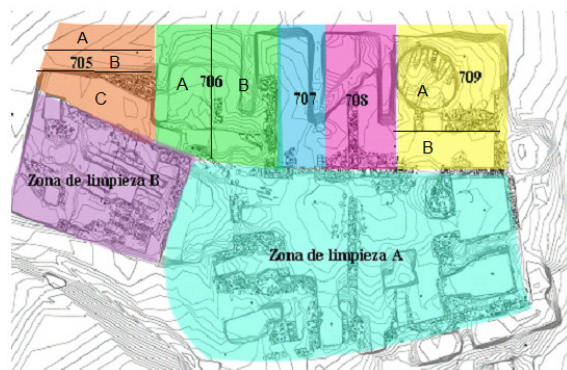 A
705 B
C
A 706 B
707
708
709
A
B
Zona de limpieza B
Zona de limpieza A